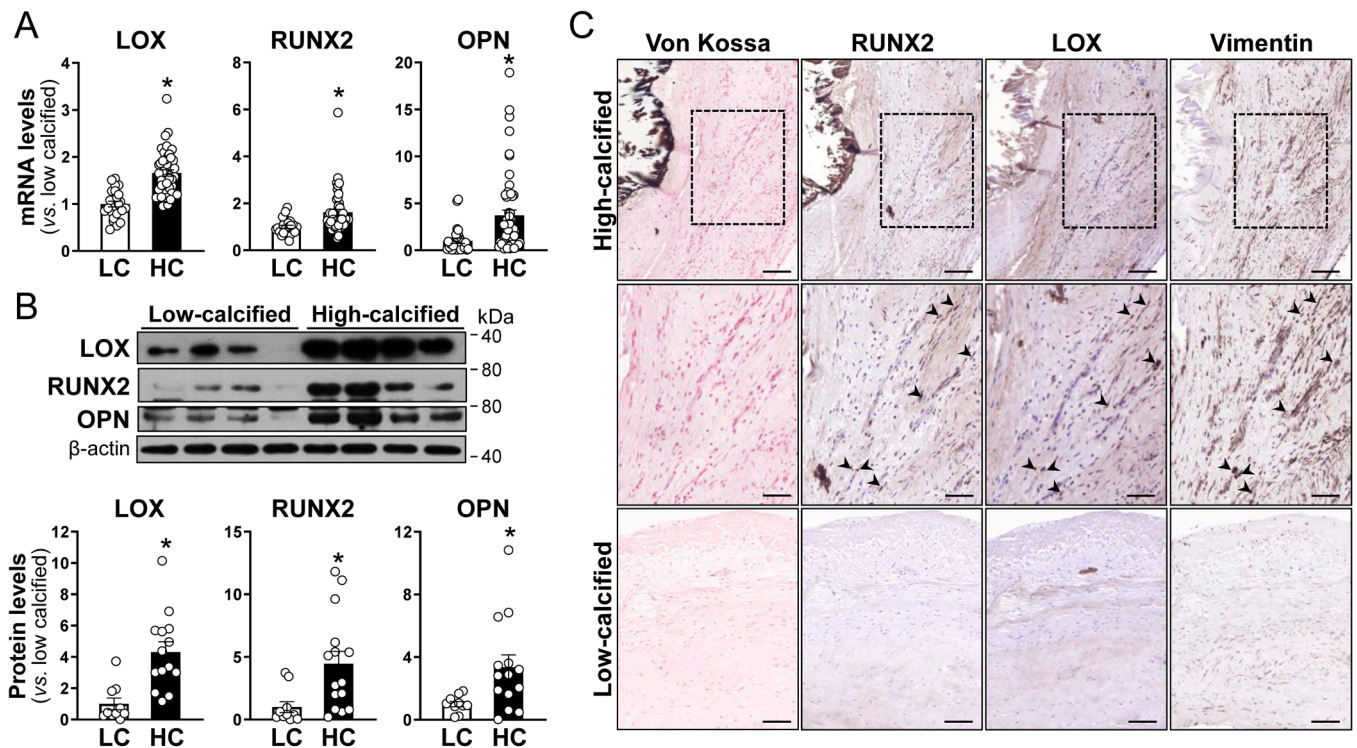 A
LOX
RUNX2
OPN
mRNA levels
(vs. low calcified)
4
3
2
1
0
LC HC
*
8
6
4
2
0
LC HC
*
20
15
10
5
0
LC HC
*
B
Low-calcified High-calcified kDa
LOX
RUNX2
OPN
β-actin
40
80
80
40
LOX
RUNX2
OPN
Protein levels
(vs. low calcified)
12
10
8
6
4
2
0
LC HC
*
15
10
5
0
LC HC
*
12
8
4
0
LC HC
*
C
Von Kossa RUNX2 LOX Vimentin
High-calcified
Low-calcified